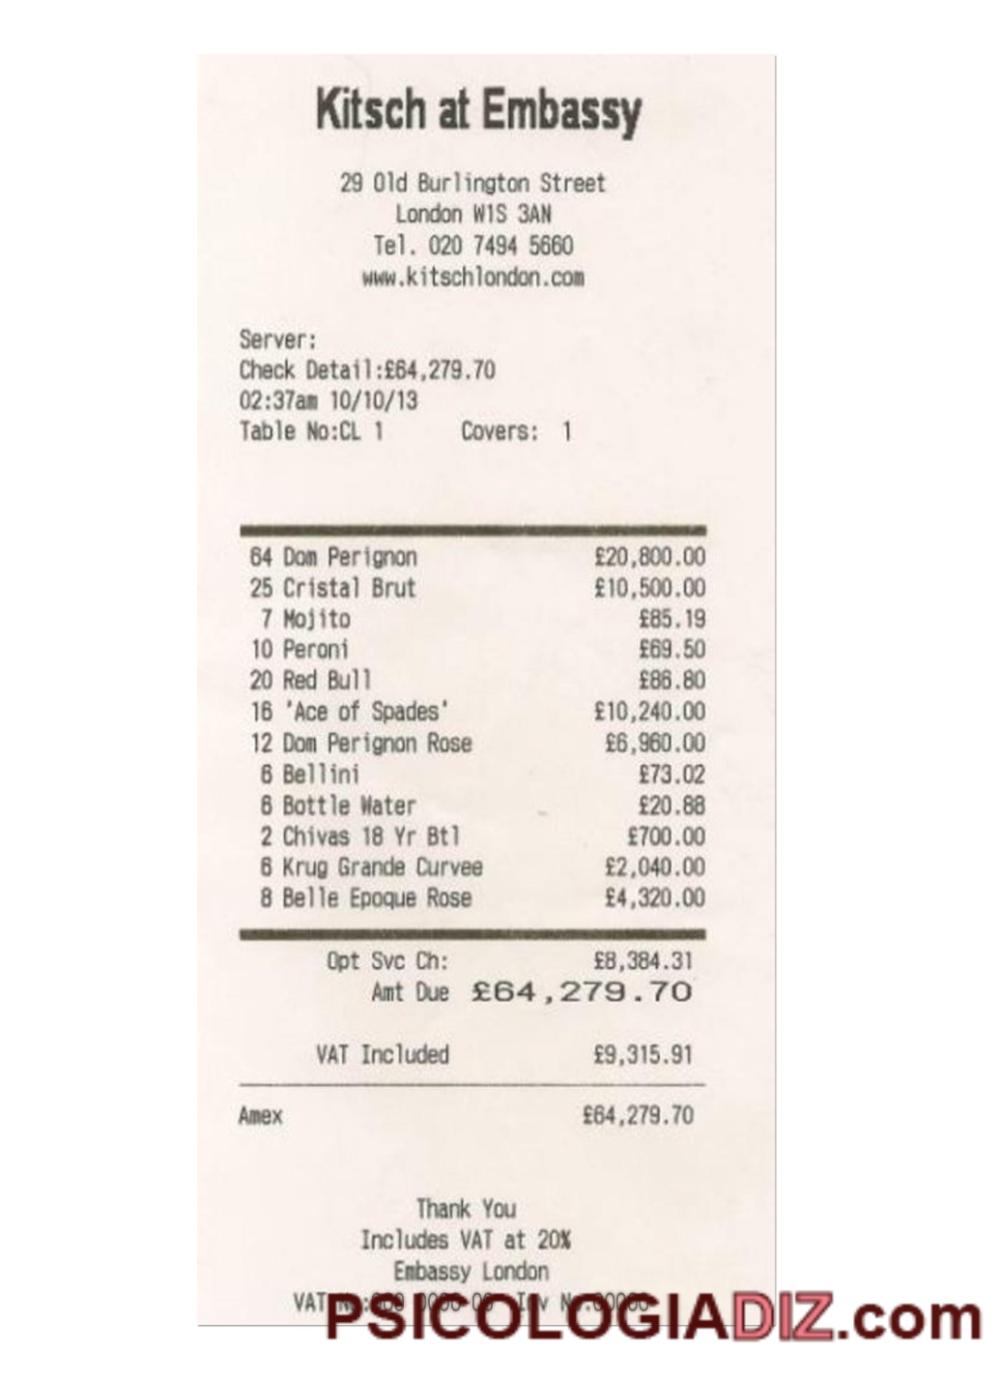 Kitsch at Embassy
29 Old Burlington Street
London W1S 3AN
Tel. 020 7494 5660
www.kitschlondon.com
Server:
Check Detail:£64,279.70
02:37am 10/10/13
Table No:CL 1 Covers: 1
64 Dom Perignon £20,800.00
25 Cristal Brut £10,500.00
7 Mojito £85.19
10 Peroni £69.50
20 Red Bull £86.80
16 'Ace of Spades' £10,240.00
12 Dom Perignon Rose £6,960.00
6 Bellini £73.02
6 Bottle Water £20.88
2 Chivas 18 Yr Btl £700.00
6 Krug Grande Curvee £2,040.00
8 Belle Epoque Rose £4,320.00
Opt Svc Ch: £8,384.31
Amt Due £64,279.70
VAT Included £9,315.91
Amex £64,279.70
Thank You
Includes VAT at 20%
Embassy London
VAT
PSICOLOGIADIZ.com